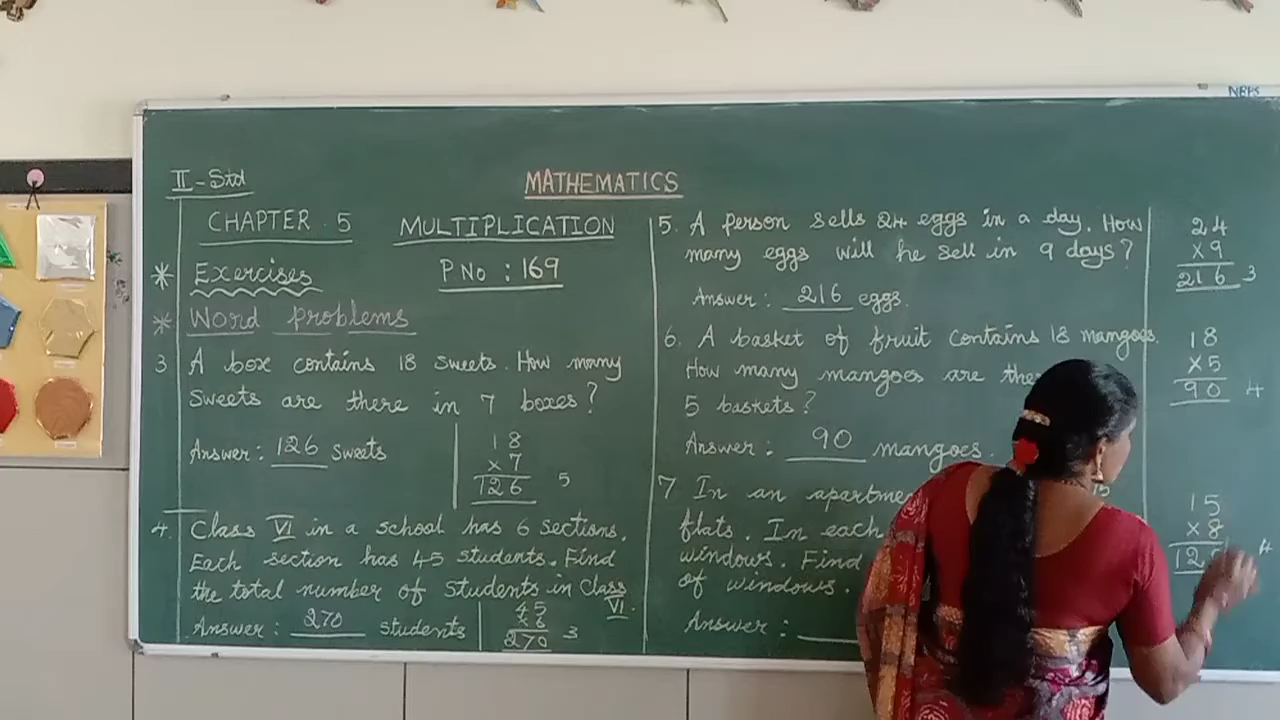 NBPS
II - Std
MATHEMATICS
CHAPTER 5 MULTIPLICATION
* Exercises P No : 169
* Word problems
3 A box contains 18 sweets. How many
Sweets are there in 7 boxes?
Answer: 126 Sweets
18
×7
126 5
4. Class VI in a school has 6 sections.
Each section has 45 students. Find
the total number of students in Class
VI.
Answer: 270 students
45
×6
270 3
5. A person sells 24 eggs in a day. How
many eggs will he sell in 9 days?
Answer: 216 eggs.
24
×9
216 3
6. A basket of fruit contains 18 mangoes.
How many mangoes are
5 baskets?
Answer: 90 mangoes.
18
×5
90 4
7 In an 15
flats. In each
windows. Find
of windows.
Answer:
15
×8
12 4